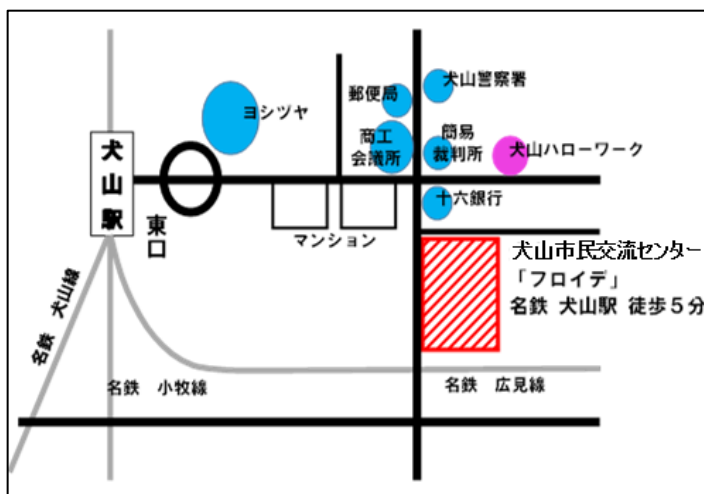 犬山警察署
郵便局
ヨシヅヤ
商工
会議所
簡易
裁判所
犬山ハローワーク
犬山駅
東口
十六銀行
マンション
犬山市民交流センター
「フロイデ」
名鉄 犬山駅 徒歩５分
名鉄 犬山線
名鉄 小牧線
名鉄 広見線